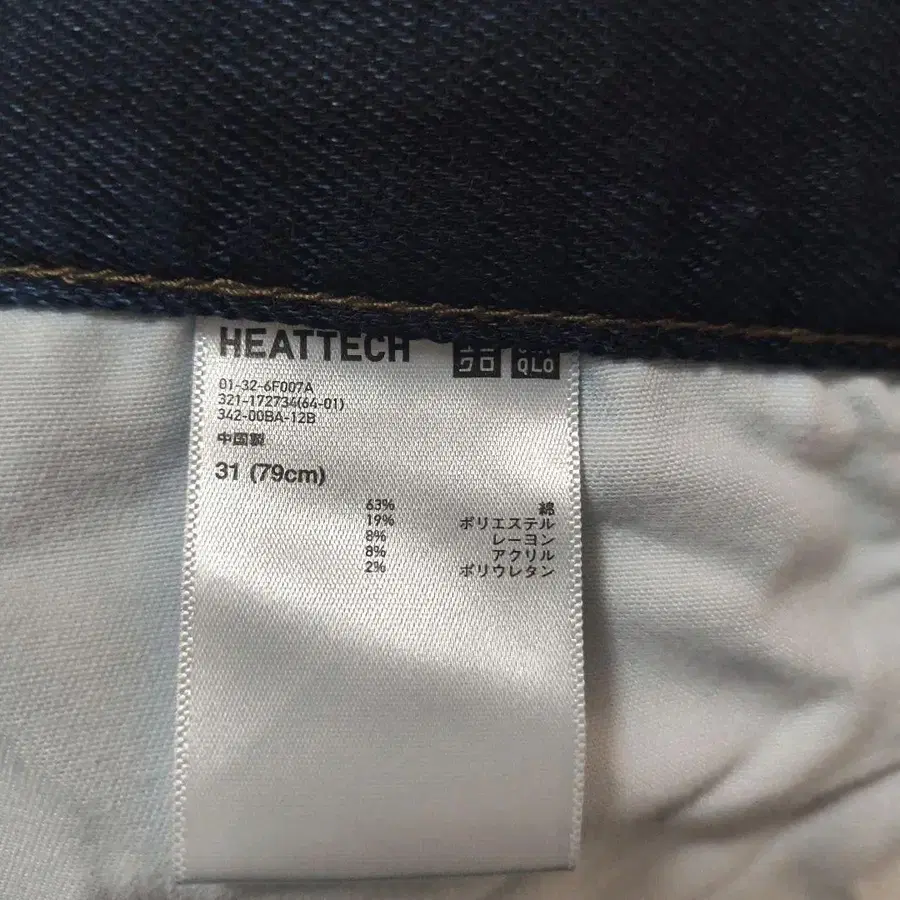 HEATTECH
クロ
QLO
01-32-6F007A
321-172734(64-01)
342-00BA-12B
中国製
31 (79cm)
63% 綿
19% ポリエステル
8% レーヨン
8% アクリル
2% ポリウレタン